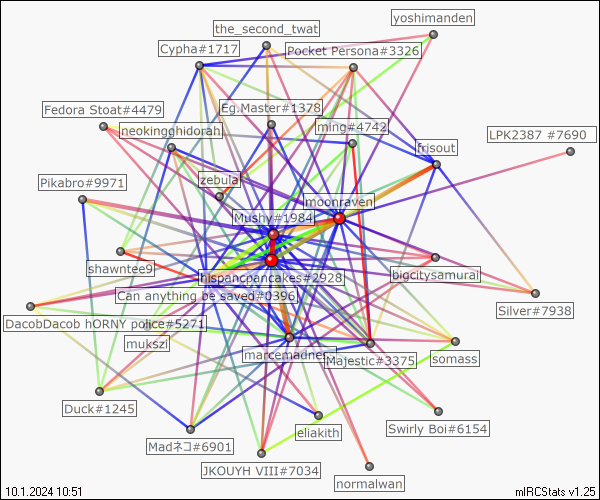 yoshimanden
the_second_twat
Cypha#1717
Pocket Persona#3326
Fedora Stoat#4479
Eg.Master#1378
neokingghidorah
ming#4742
LPK2387 #7690
frisout
Pikabro#9971
zebula
moonraven
Mushy#1984
shawntee9
hispancpancakes#2928
bigcitysamurai
Can anything be saved#0396
Silver#7938
DacobDacob hORNY police#5271
mukszi
marcemadness
Majestic#3375
somass
Duck#1245
eliakith
Swirly Boi#6154
Madネコ#6901
JKOUYH VIII#7034
normalwan
10.1.2024 10:51
mIRCStats v1.25